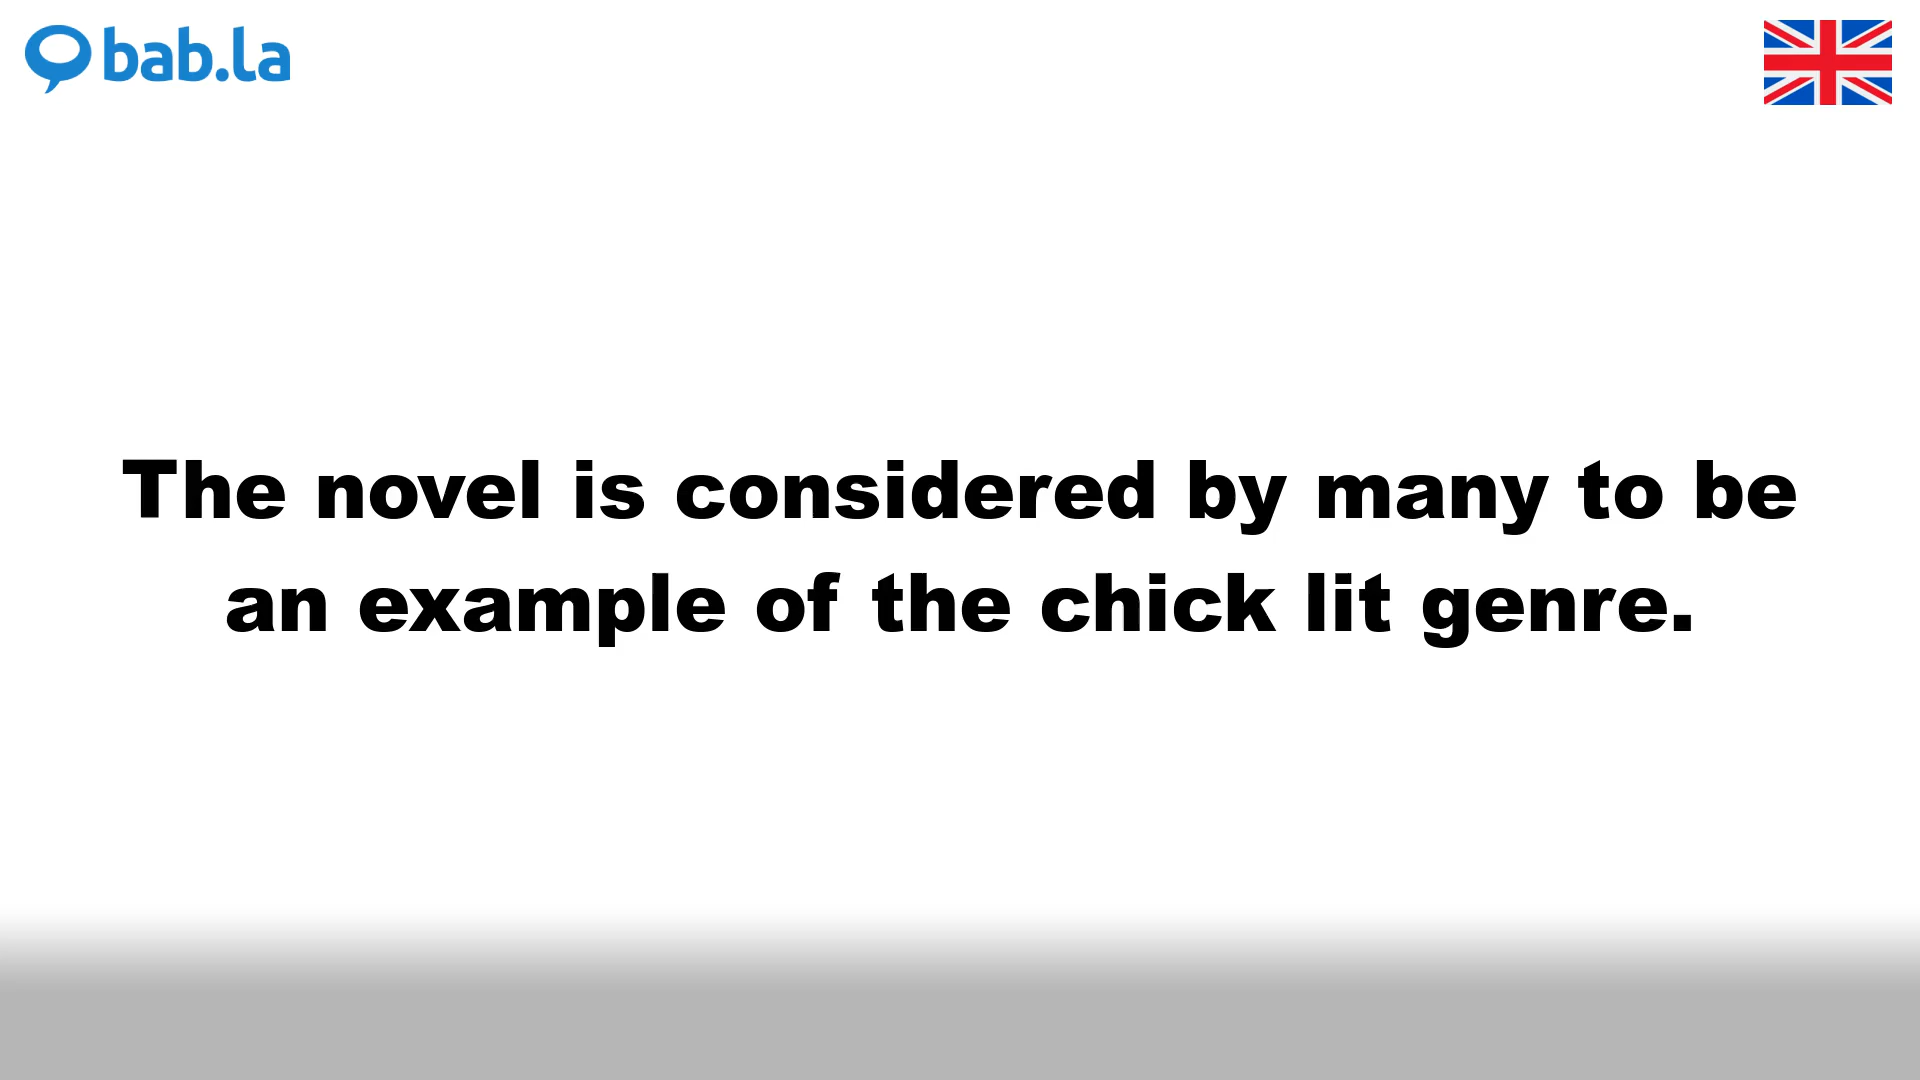 bab.la
The novel is considered by many to be
an example of the chick lit genre.